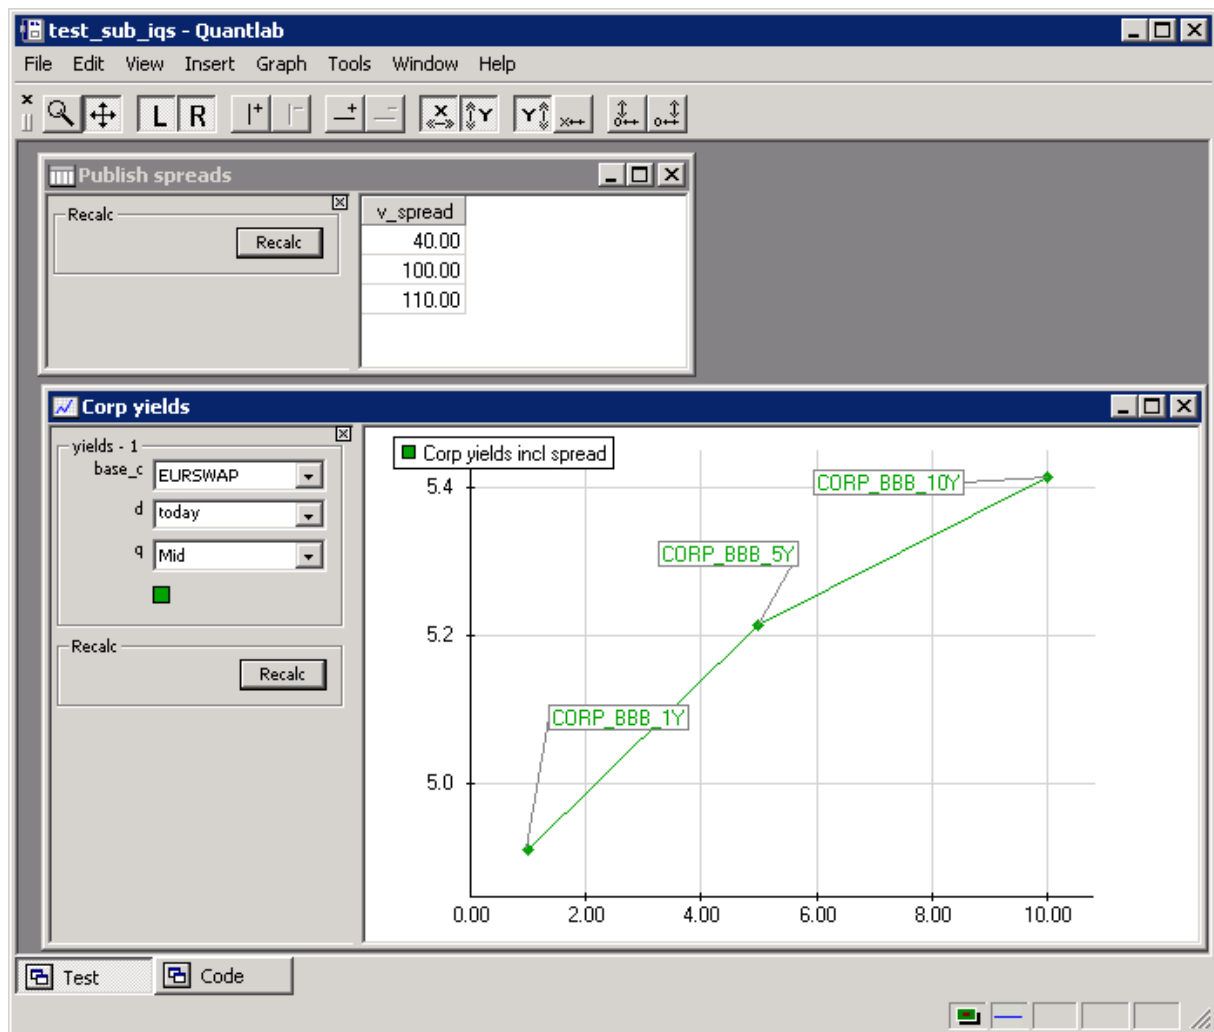 test_sub_iqs - Quantlab
File Edit View Insert Graph Tools Window Help
L R X Y Y X 0 0
Publish spreads
Recalc
Recalc
v_spread
40.00
100.00
110.00
Corp yields
yields - 1
base_c EURSWAP
d today
q Mid
Recalc
Recalc
Corp yields incl spread
5.4
CORP_BBB_10Y
CORP_BBB_5Y
5.2
CORP_BBB_1Y
5.0
0.00 2.00 4.00 6.00 8.00 10.00
Test Code